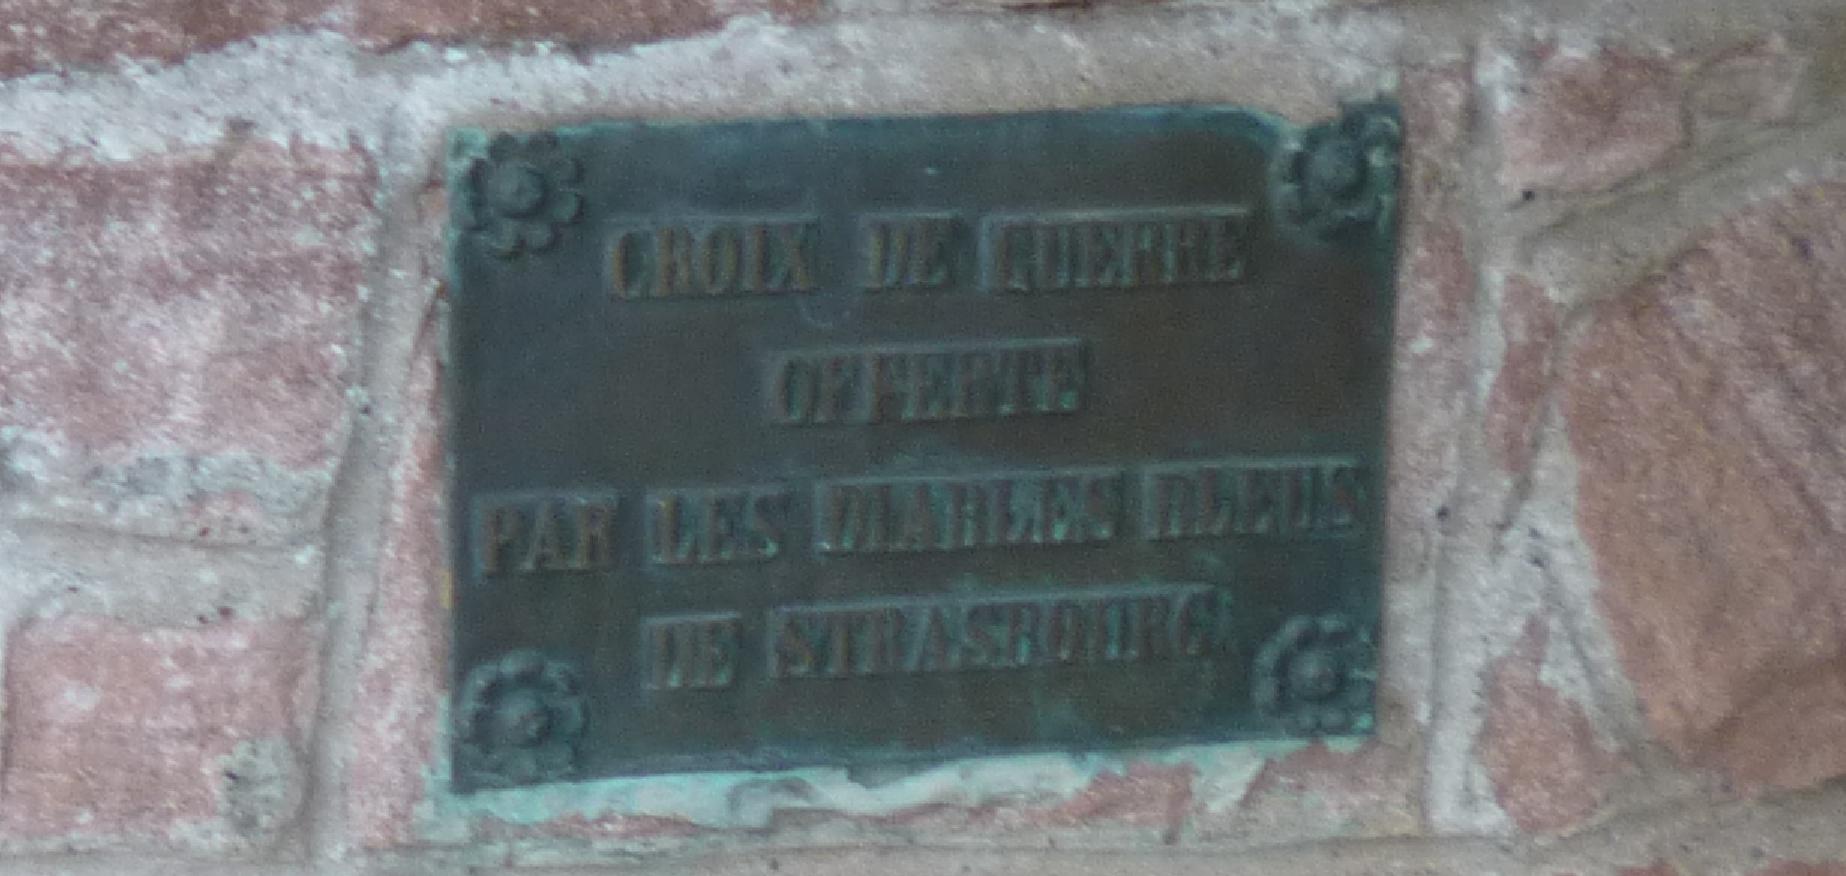 CROIX DE GUERRE
OFFERTE
PAR LES DIABLES BLEUS
DE STRASBOURG